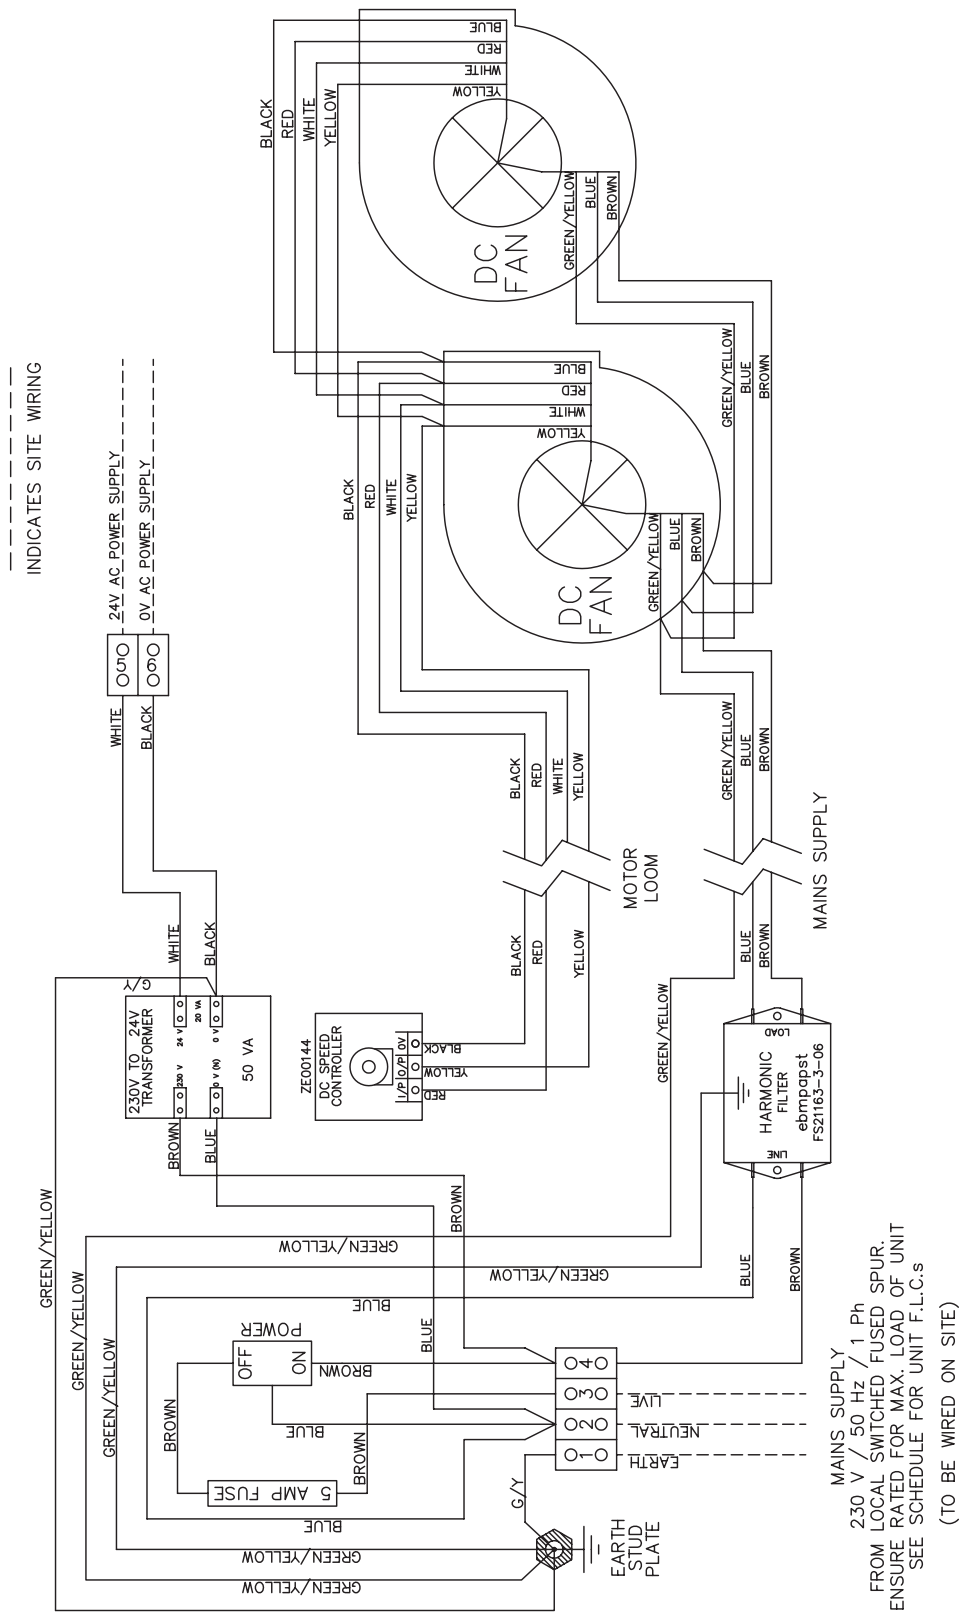 INDICATES SITE WIRING
24V AC POWER SUPPLY
0V AC POWER SUPPLY
5
6
WHITE
BLACK
WHITE
BLACK
G/Y
230V TO 24V
TRANSFORMER
230 V
24 V
20 VA
0 V (N)
0 V
50 VA
BROWN
BLUE
ZE00144
DC SPEED
CONTROLLER
I/P
O/P
0V
RED
YELLOW
BLACK
BLACK
RED
YELLOW
MOTOR
LOOM
BLACK
RED
WHITE
YELLOW
BLACK
RED
WHITE
YELLOW
BLUE
RED
WHITE
YELLOW
DC
FAN
GREEN/YELLOW
BLUE
BROWN
BLACK
RED
WHITE
YELLOW
BLUE
RED
WHITE
YELLOW
DC
FAN
GREEN/YELLOW
BLUE
BROWN
GREEN/YELLOW
BLUE
BROWN
GREEN/YELLOW
BLUE
BROWN
MAINS SUPPLY
BLUE
BROWN
GREEN/YELLOW
LOAD
HARMONIC
FILTER
ebmpapst
FS21163-3-06
LINE
BLUE
BROWN
GREEN/YELLOW
GREEN/YELLOW
GREEN/YELLOW
GREEN/YELLOW
GREEN/YELLOW
BLUE
BLUE
BROWN
POWER
OFF
ON
BROWN
BROWN
BLUE
5 AMP FUSE
BROWN
BLUE
GREEN/YELLOW
GREEN/YELLOW
G/Y
EARTH
STUD
PLATE
1
2
3
4
EARTH
NEUTRAL
LIVE
MAINS SUPPLY
230 V / 50 Hz / 1 Ph
FROM LOCAL SWITCHED FUSED SPUR.
ENSURE RATED FOR MAX. LOAD OF UNIT
SEE SCHEDULE FOR UNIT F.L.C.s
(TO BE WIRED ON SITE)